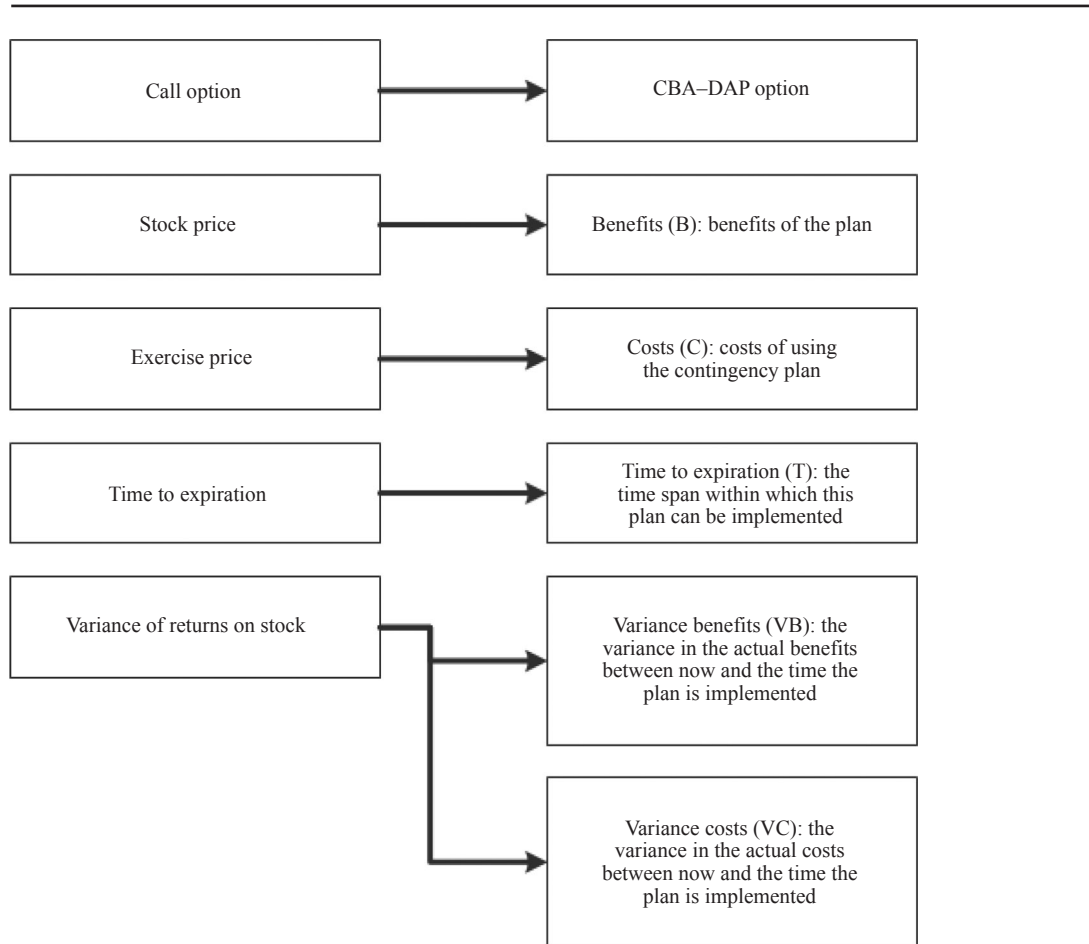 Call option
CBA–DAP option
Stock price
Benefits (B): benefits of the plan
Exercise price
Costs (C): costs of using
the contingency plan
Time to expiration
Time to expiration (T): the
time span within which this
plan can be implemented
Variance of returns on stock
Variance benefits (VB): the
variance in the actual benefits
between now and the time the
plan is implemented
Variance costs (VC): the
variance in the actual costs
between now and the time the
plan is implemented